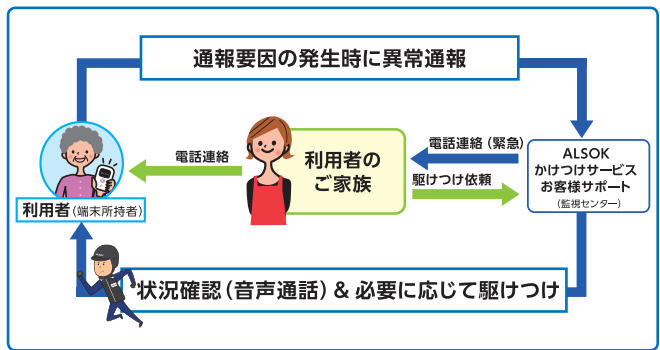 通報要因の発生時に異常通報
電話連絡
利用者の
ご家族
電話連絡（緊急）
駆けつけ依頼
ALSOK
かけつけサービス
お客様サポート
（監視センター）
利用者（端末所持者）
状況確認（音声通話）& 必要に応じて駆けつけ